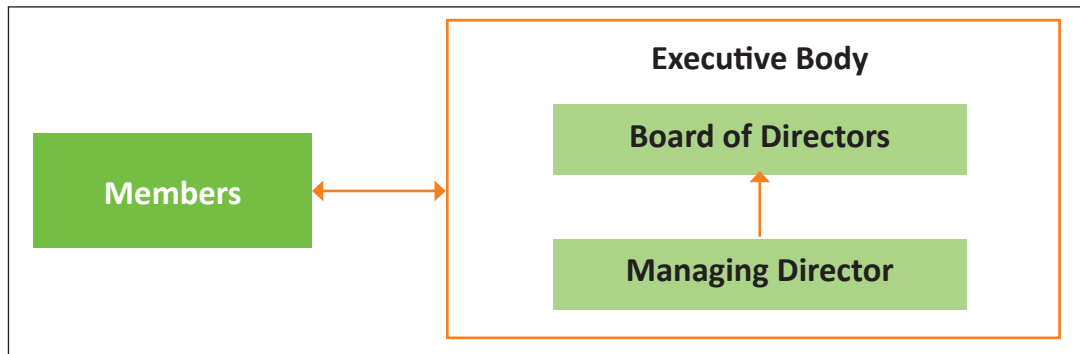 Executive Body
Board of Directors
Members
Managing Director